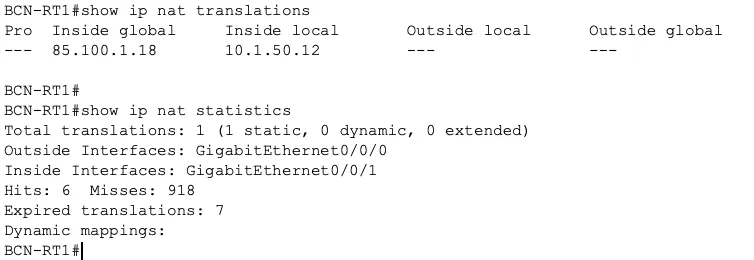 BCN-RT1#show ip nat translations
Pro  Inside global     Inside local       Outside local      Outside global
---  85.100.1.18       10.1.50.12         ---                ---
BCN-RT1#
BCN-RT1#show ip nat statistics
Total translations: 1 (1 static, 0 dynamic, 0 extended)
Outside Interfaces: GigabitEthernet0/0/0
Inside Interfaces: GigabitEthernet0/0/1
Hits: 6  Misses: 918
Expired translations: 7
Dynamic mappings:
BCN-RT1#